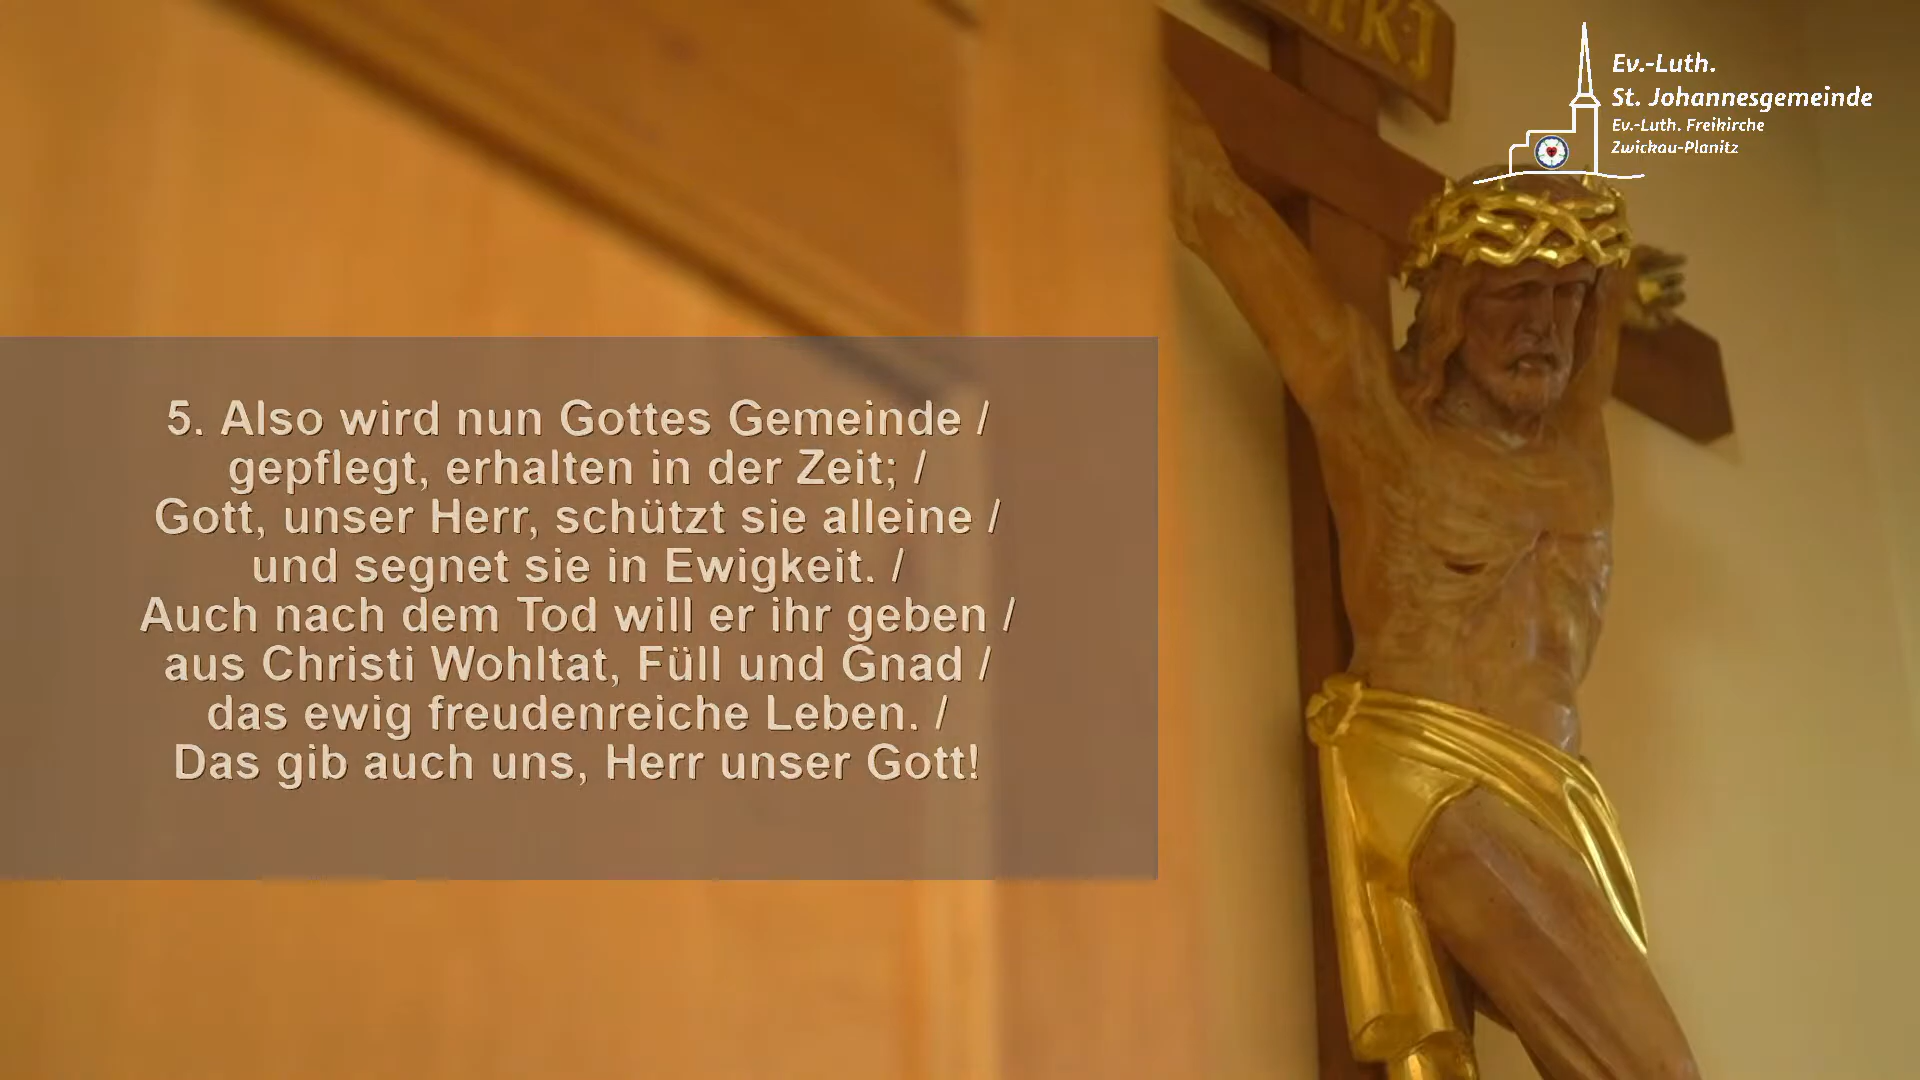 Ev.-Luth.
St. Johannesgemeinde
Ev.-Luth. Freikirche
Zwickau-Planitz
5. Also wird nun Gottes Gemeinde /
gepflegt, erhalten in der Zeit; /
Gott, unser Herr, schützt sie alleine /
und segnet sie in Ewigkeit. /
Auch nach dem Tod will er ihr geben /
aus Christi Wohltat, Füll und Gnad /
das ewig freudenreiche Leben. /
Das gib auch uns, Herr unser Gott!